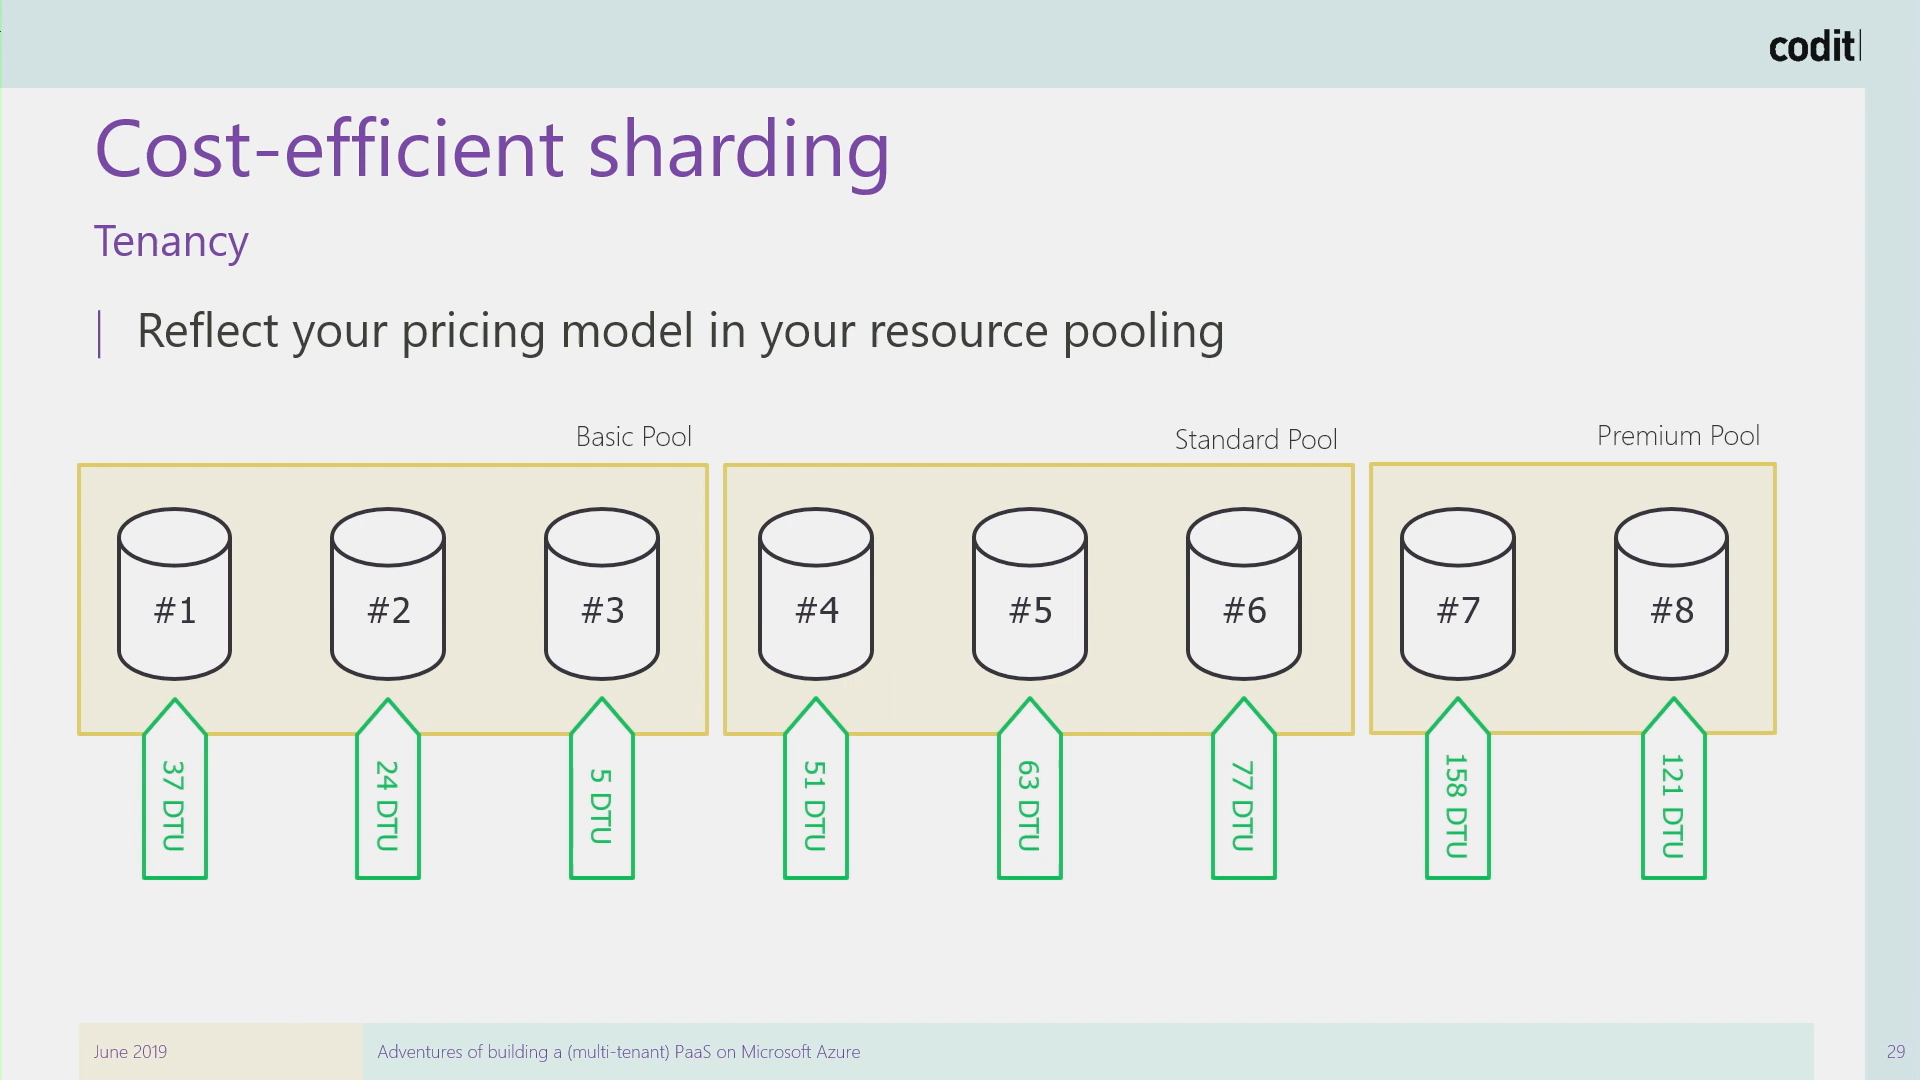 codit
Cost-efficient sharding
Tenancy
Reflect your pricing model in your resource pooling
Basic Pool
Standard Pool
Premium Pool
#1
#2
#3
#4
#5
#6
#7
#8
37 DTU
24 DTU
5 DTU
51 DTU
63 DTU
77 DTU
158 DTU
121 DTU
June 2019
Adventures of building a (multi-tenant) PaaS on Microsoft Azure
29